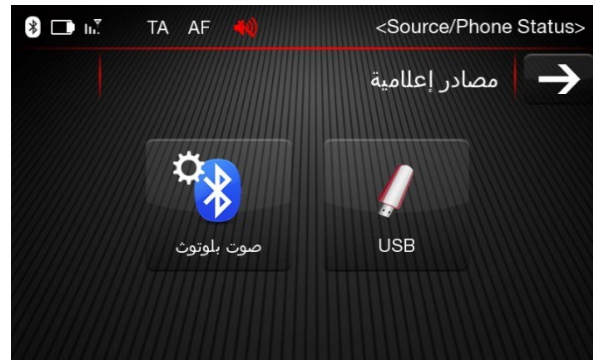 TA AF <Source/Phone Status>
مصادر إعلامية
صوت بلوتوث USB